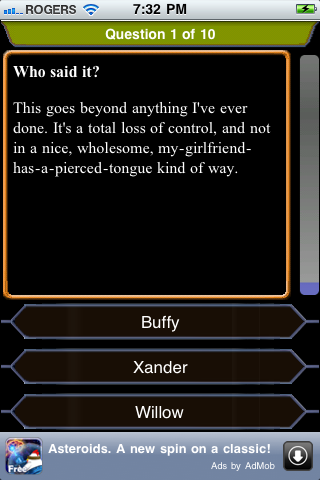 ROGERS 7:32 PM
Question 1 of 10
Who said it?
This goes beyond anything I've ever
done. It's a total loss of control, and not
in a nice, wholesome, my-girlfriend-
has-a-pierced-tongue kind of way.
Buffy
Xander
Willow
Asteroids. A new spin on a classic!
Free
Ads by AdMob